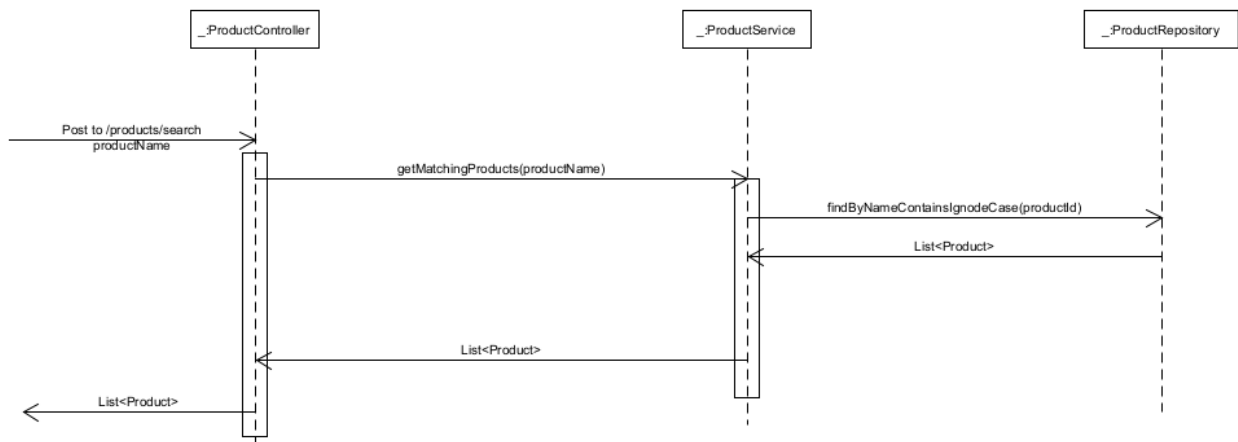 _:ProductController
_:ProductService
_:ProductRepository
Post to /products/search
productName
getMatchingProducts(productName)
findByNameContainsIgnodeCase(productId)
List<Product>
List<Product>
List<Product>